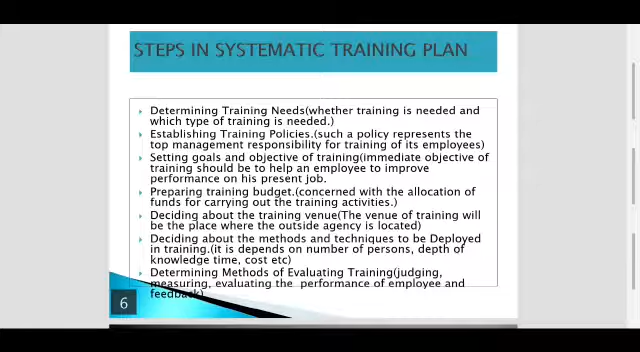 STEPS IN SYSTEMATIC TRAINING PLAN
Determining Training Needs(whether training is needed and
which type of training is needed.)
Establishing Training Policies.(such a policy represents the
top management responsibility for training of its employees)
Setting goals and objective of training(immediate objective of
training should be to help an employee to improve
performance on his present job.
Preparing training budget.(concerned with the allocation of
funds for carrying out the training activities.)
Deciding about the training venue(The venue of training will
be the place where the outside agency is located)
Deciding about the methods and techniques to be Deployed
in training.(it is depends on number of persons, depth of
knowledge time, cost etc)
Determining Methods of Evaluating Training(judging,
measuring, evaluating the performance of employee and
feedback)
6